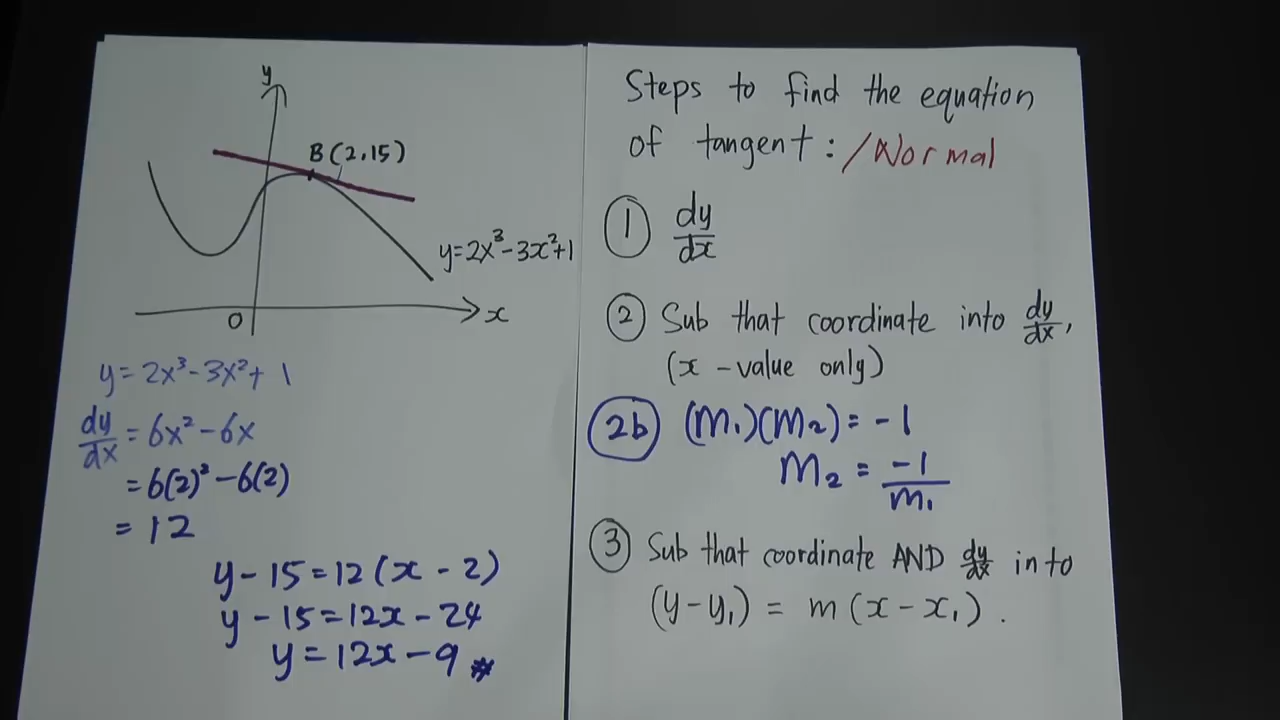 y
B(2,15)
y=2x³-3x²+1
O
x
y=2x³-3x²+1
dy/dx = 6x²-6x
= 6(2)²-6(2)
= 12
y-15=12(x-2)
y-15=12x-24
y=12x-9 #
Steps to find the equation
of tangent: /Normal
① dy/dx
② Sub that coordinate into dy/dx,
(x-value only)
2b (m₁)(m₂)=-1
m₂ = -1/m₁
③ Sub that coordinate AND dy/dx into
(y-y₁) = m(x-x₁).